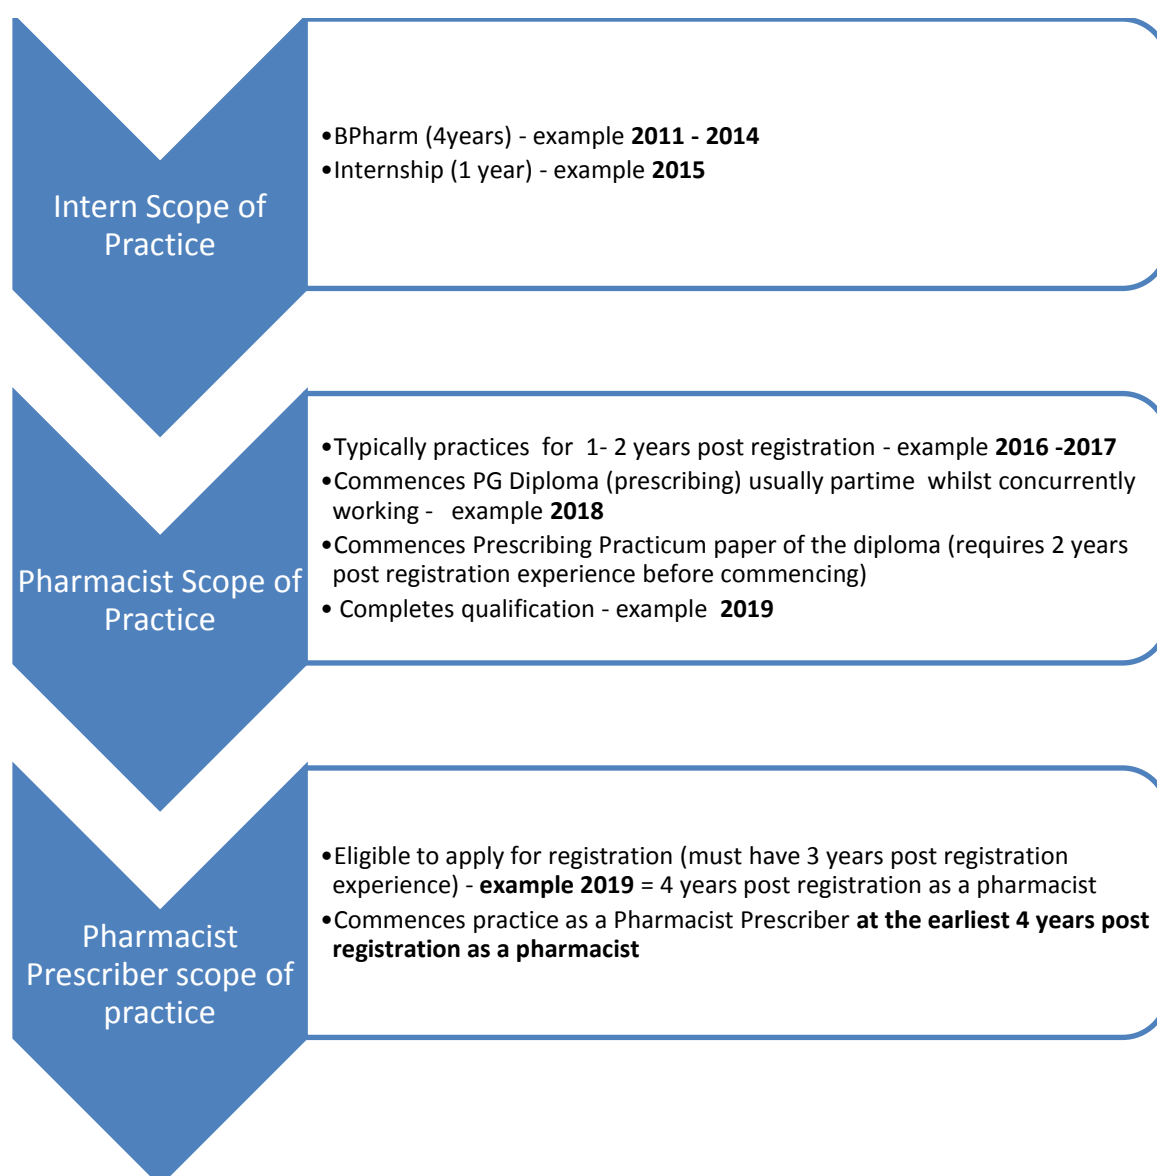 Intern Scope of
Practice
•BPharm (4years) - example 2011 - 2014
•Internship (1 year) - example 2015
Pharmacist Scope of
Practice
•Typically practices for 1- 2 years post registration - example 2016 -2017
•Commences PG Diploma (prescribing) usually partime whilst concurrently
working - example 2018
•Commences Prescribing Practicum paper of the diploma (requires 2 years
post registration experience before commencing)
• Completes qualification - example 2019
Pharmacist
Prescriber scope of
practice
•Eligible to apply for registration (must have 3 years post registration
experience) - example 2019 = 4 years post registration as a pharmacist
•Commences practice as a Pharmacist Prescriber at the earliest 4 years post
registration as a pharmacist